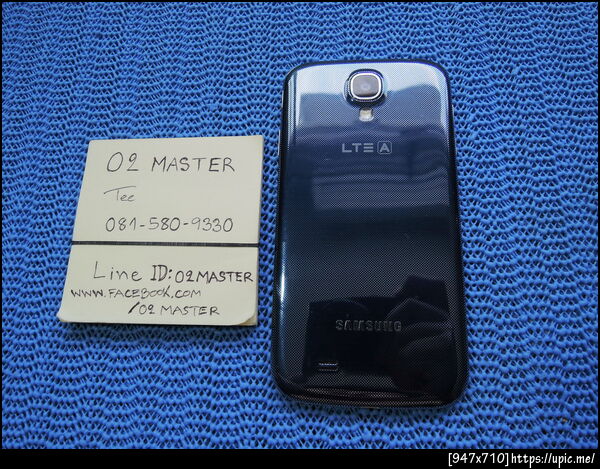 O2 MASTER
Tee
081-580-9330
Line ID: O2MASTER
WWW.FACEBOOK.COM
/O2 MASTER
LTE A
SAMSUNG
[947x710]https://upic.me/